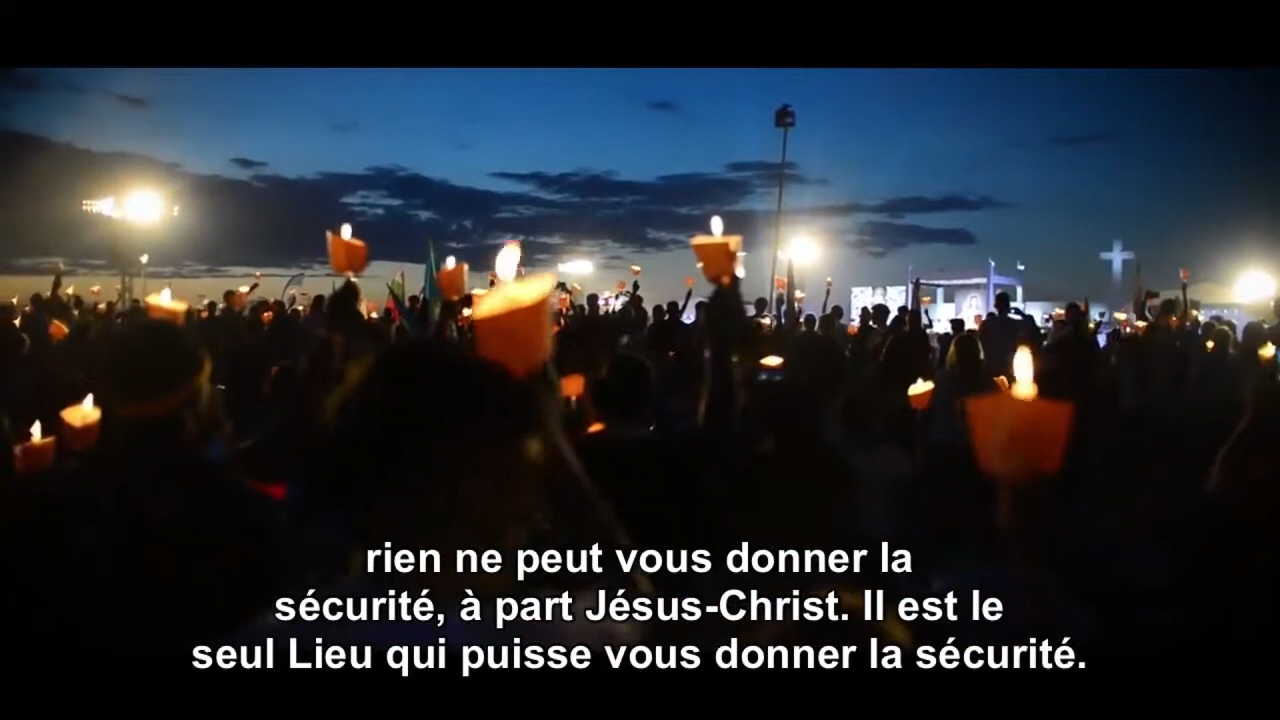 rien ne peut vous donner la
sécurité, à part Jésus-Christ. Il est le
seul Lieu qui puisse vous donner la sécurité.